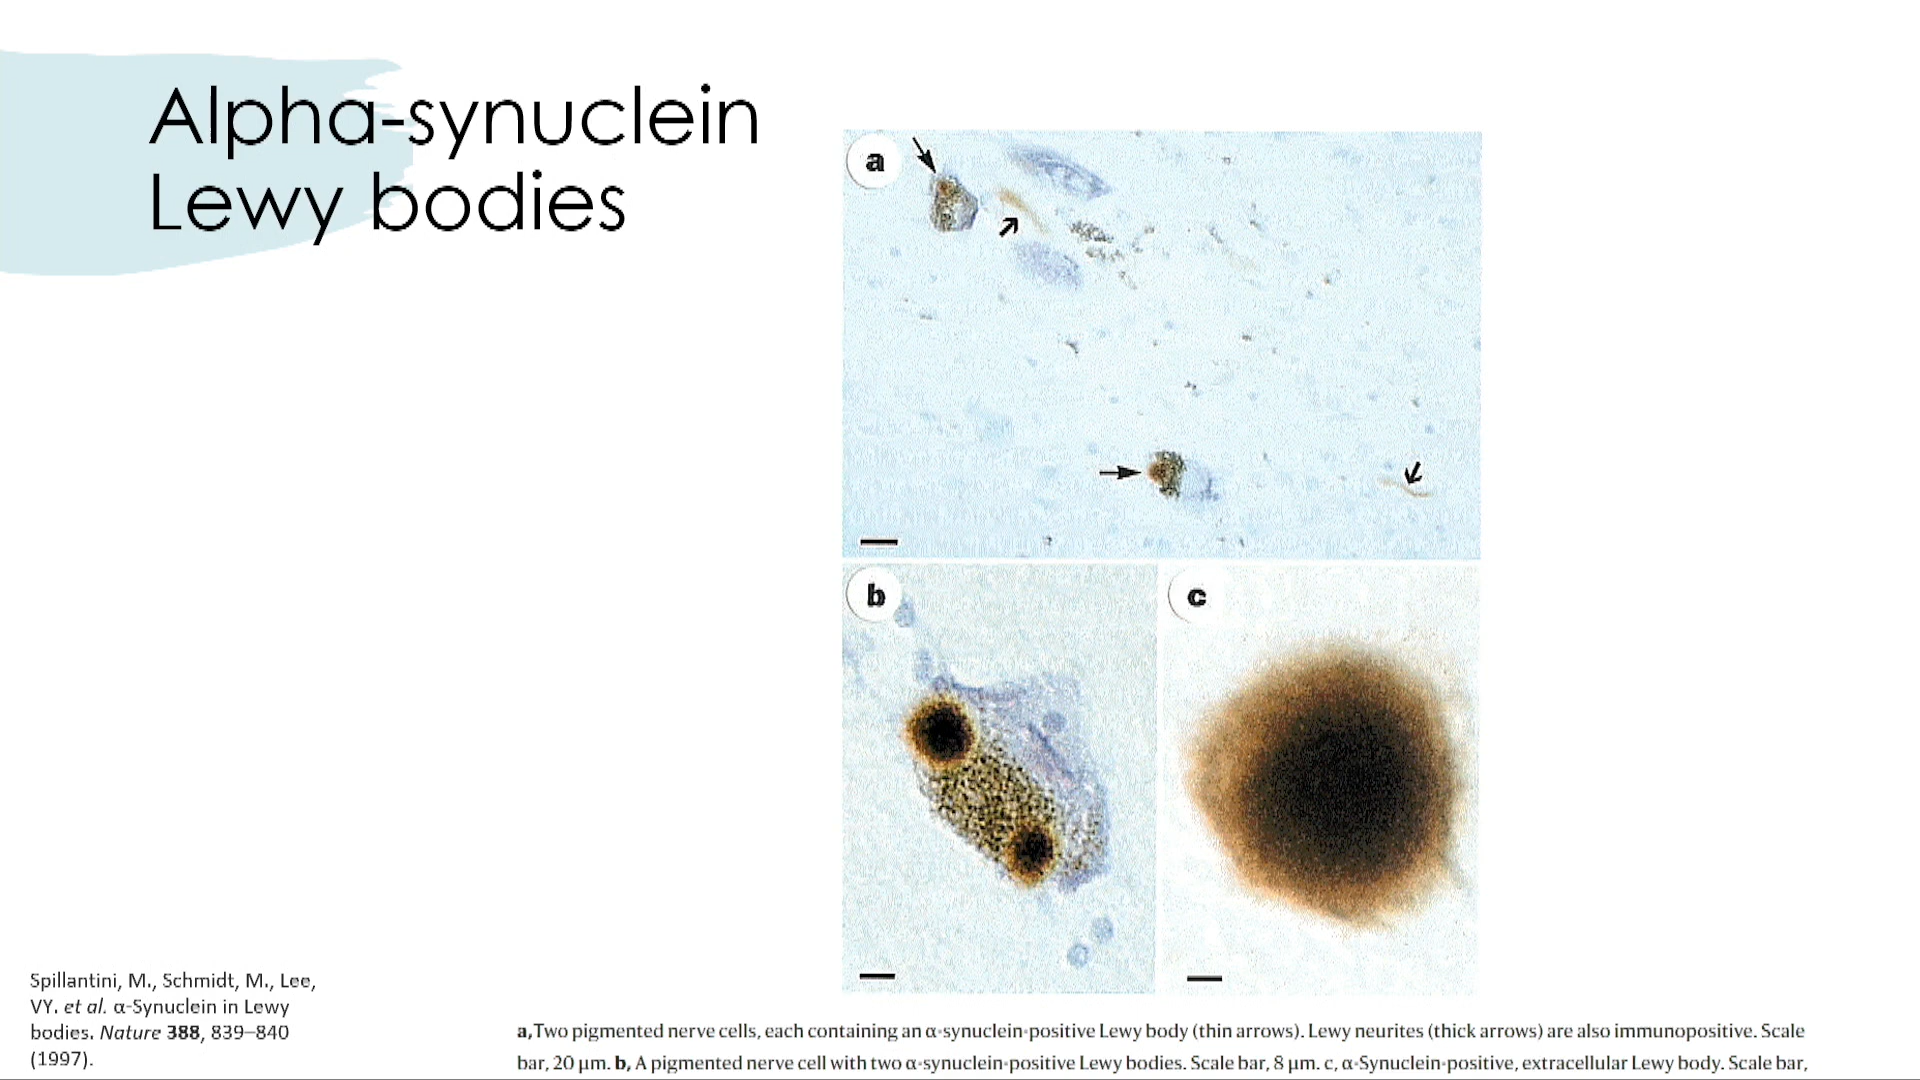 Alpha-synuclein
Lewy bodies
a
b
c
Spillantini, M., Schmidt, M., Lee,
VY. et al. α-Synuclein in Lewy
bodies. Nature 388, 839–840
(1997).
a,Two pigmented nerve cells, each containing an α-synuclein-positive Lewy body (thin arrows). Lewy neurites (thick arrows) are also immunopositive. Scale
bar, 20 μm. b, A pigmented nerve cell with two α-synuclein-positive Lewy bodies. Scale bar, 8 μm. c, α-Synuclein-positive, extracellular Lewy body. Scale bar,